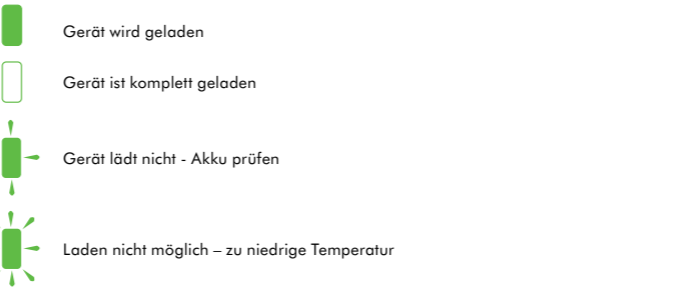 Gerät wird geladen
Gerät ist komplett geladen
Gerät lädt nicht - Akku prüfen
Laden nicht möglich – zu niedrige Temperatur